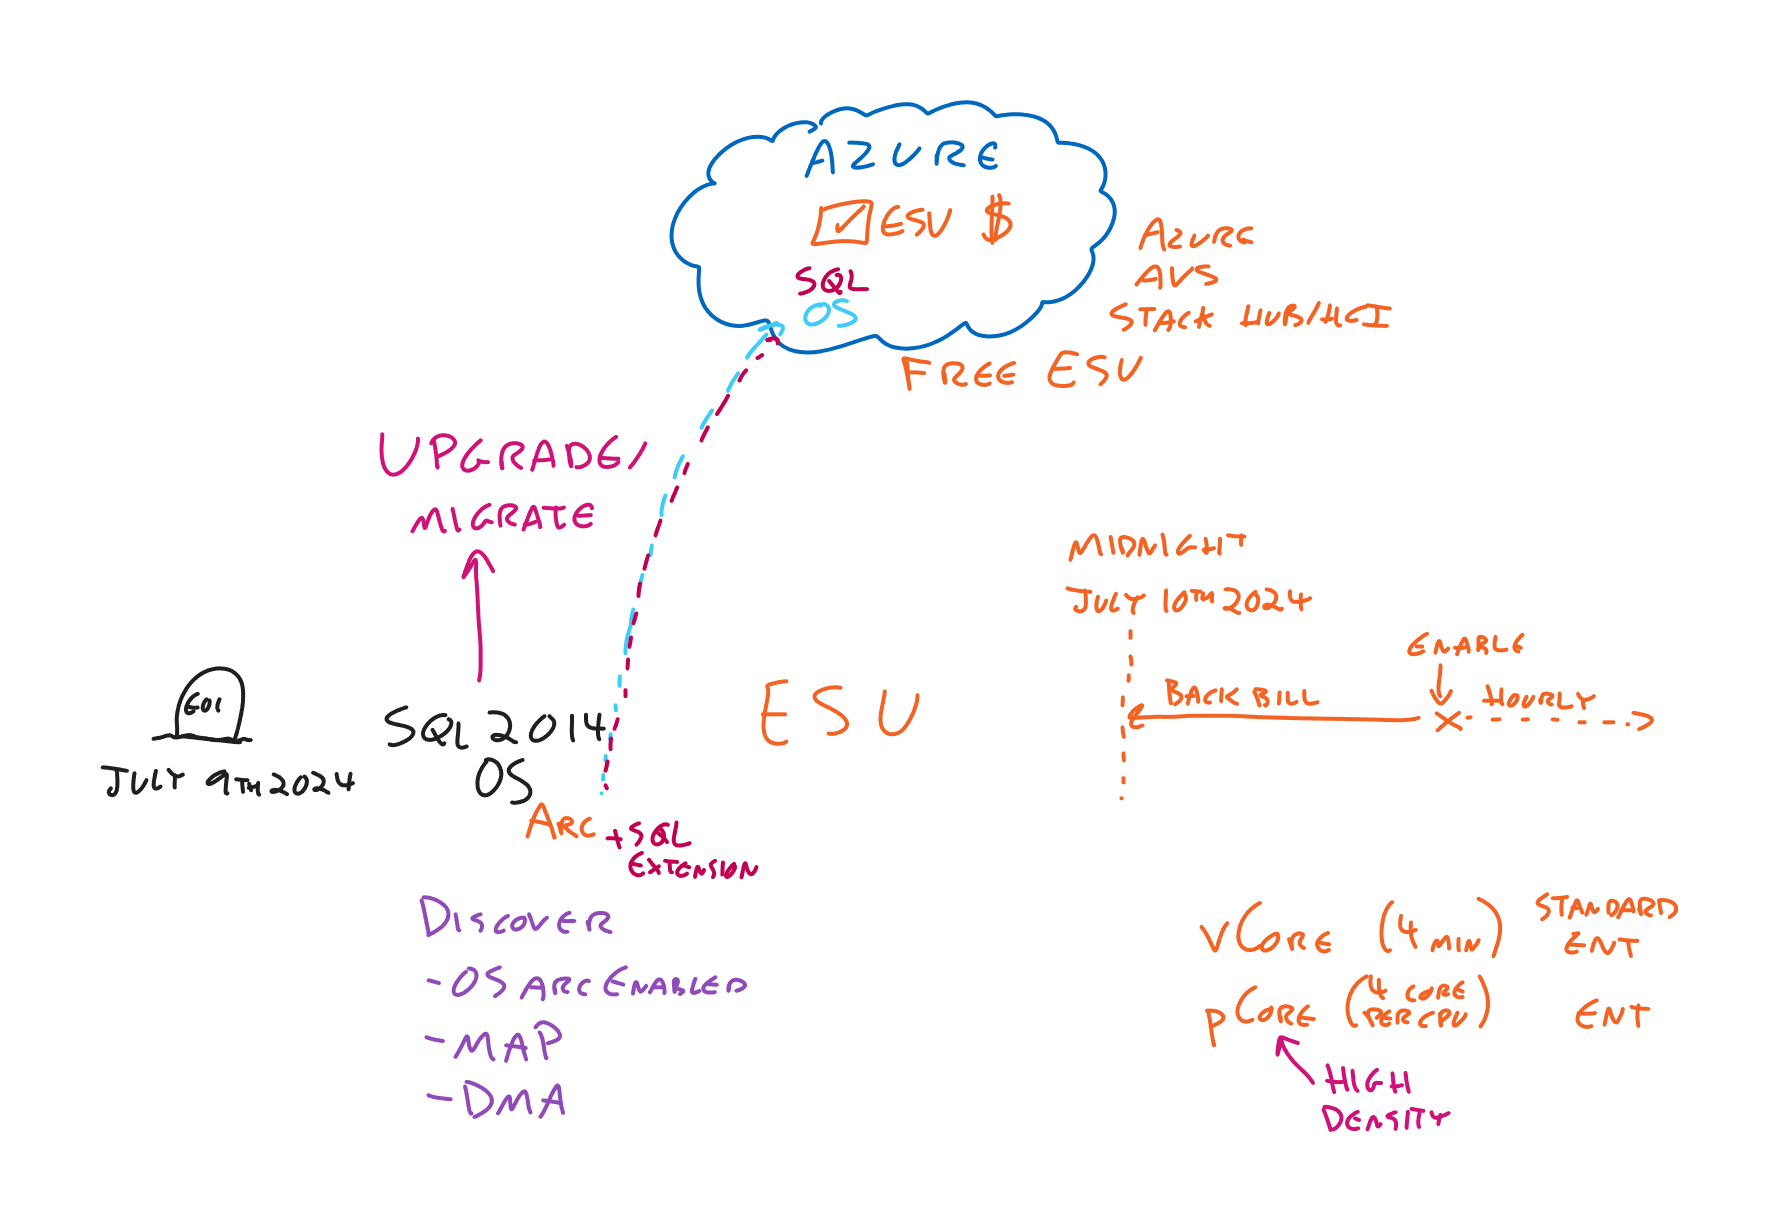 AZURE
ESU $
SQL
OS
AZURE
AVS
STACK HUB/HCI
FREE ESU
UPGRADE/
MIGRATE
MIDNIGHT
JULY 10TH 2024
ENABLE
BACK BILL
HOURLY
EOL
JULY 9TH 2024
SQL 2014
OS
ESU
ARC + SQL
EXTENSION
DISCOVER
- OS ARC ENABLED
- MAP
- DMA
vCORE (4 MIN) STANDARD
ENT
pCORE (4 CORE
PER CPU) ENT
HIGH
DENSITY